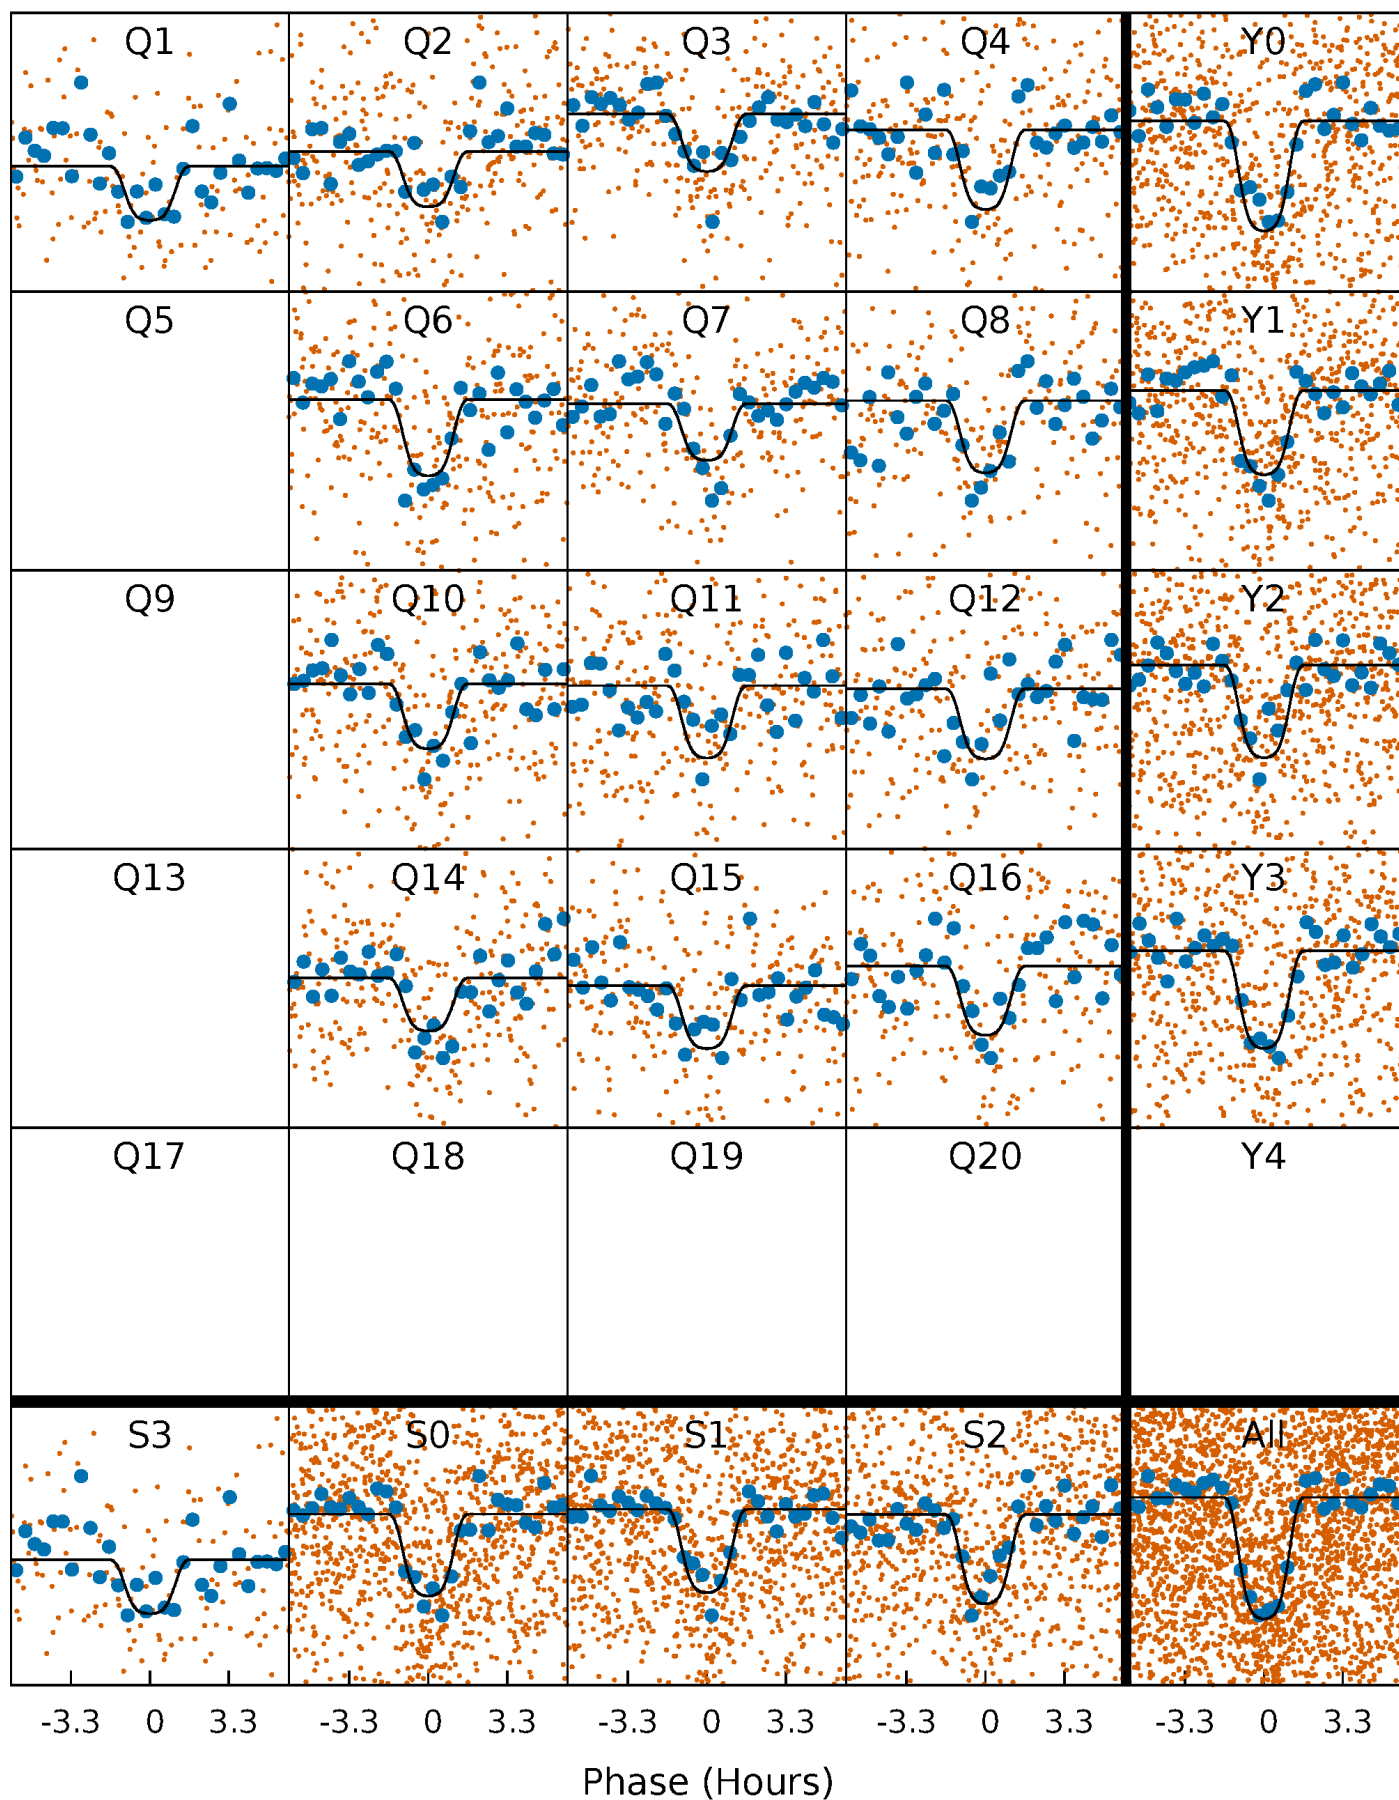 Q1 Q2 Q3 Q4 Y0
Q5 Q6 Q7 Q8 Y1
Q9 Q10 Q11 Q12 Y2
Q13 Q14 Q15 Q16 Y3
Q17 Q18 Q19 Q20 Y4
S3 S0 S1 S2 All
-3.3 0 3.3 -3.3 0 3.3 -3.3 0 3.3 -3.3 0 3.3 -3.3 0 3.3
Phase (Hours)